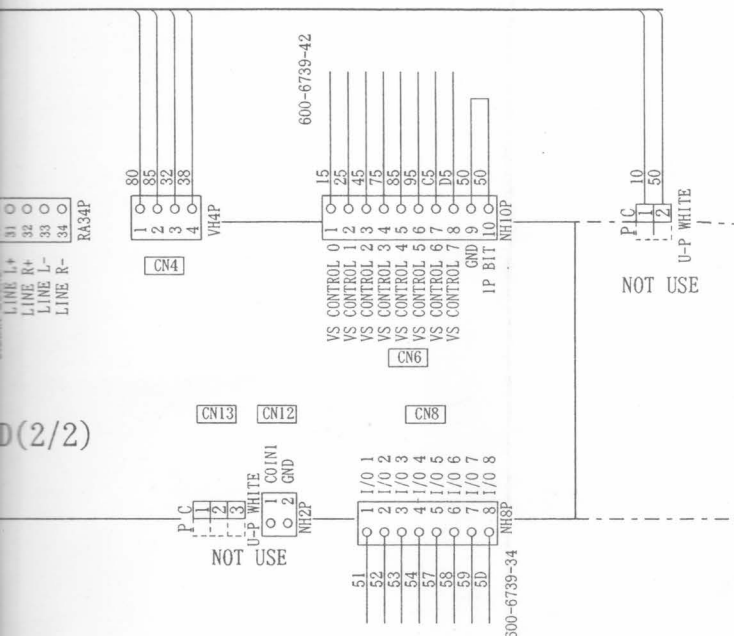 600-6739-42
80
85
32
38
15
25
45
75
85
95
C5
D5
50
50
10
50
31
32
33
34
RA34P
LINE L+
LINE R+
LINE L-
LINE R-
1
2
3
4
VH4P
CN4
1
2
3
4
5
6
7
8
9
10
NH10P
VS CONTROL 0
VS CONTROL 1
VS CONTROL 2
VS CONTROL 3
VS CONTROL 4
VS CONTROL 5
VS CONTROL 6
VS CONTROL 7
GND
1P BIT
CN6
P C
1
2
U-P WHITE
NOT USE
CN13
CN12
CN8
D(2/2)
P C
1
2
3
U-P WHITE
NOT USE
COIN1
GND
1
2
NH2P
I/O 1
I/O 2
I/O 3
I/O 4
I/O 5
I/O 6
I/O 7
I/O 8
1
2
3
4
5
6
7
8
NH8P
51
52
53
54
57
58
59
5D
600-6739-34